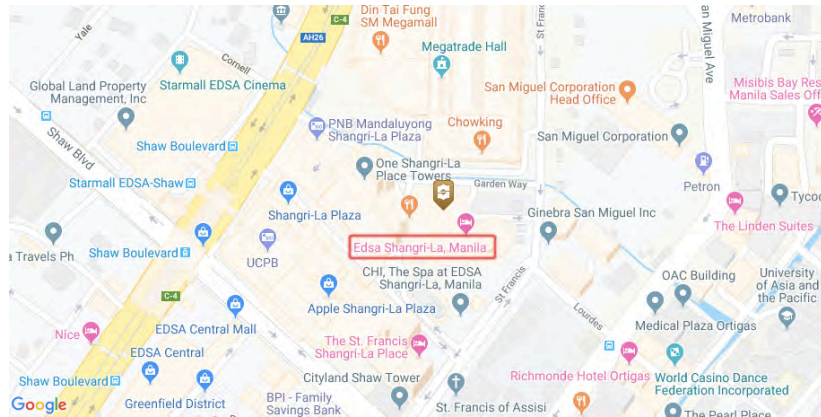 Din Tai Fung
SM Megamall
C-4
AH26
Yale
Cornell
Megatrade Hall
St Franc
San Miguel Ave
Metrobank
Starmall EDSA Cinema
Global Land Property
Management, Inc
San Miguel Corporation
Head Office
Misibis Bay Res
Manila Sales Off
Shaw Blvd
PNB Mandaluyong
Shangri-La Plaza
Chowking
San Miguel Corporation
Shaw Boulevard
One Shangri-La
Place Towers
Garden Way
Petron
Starmall EDSA-Shaw
Tycoo
Shangri-La Plaza
Ginebra San Miguel Inc
The Linden Suites
a Travels Ph
Shaw Boulevard
UCPB
Edsa Shangri-La, Manila
CHI, The Spa at EDSA
Shangri-La, Manila
St Francis
OAC Building
University
of Asia and
the Pacific
C-4
Apple Shangri-La Plaza
Lourdes
Medical Plaza Ortigas
Nice
EDSA Central Mall
EDSA Central
The St. Francis
Shangri-La Place
Shaw Boulevard
Cityland Shaw Tower
Richmonde Hotel Ortigas
World Casino Dance
Federation Incorporated
Google
Greenfield District
BPI - Family
Savings Bank
St. Francis of Assisi
The Pearl Place